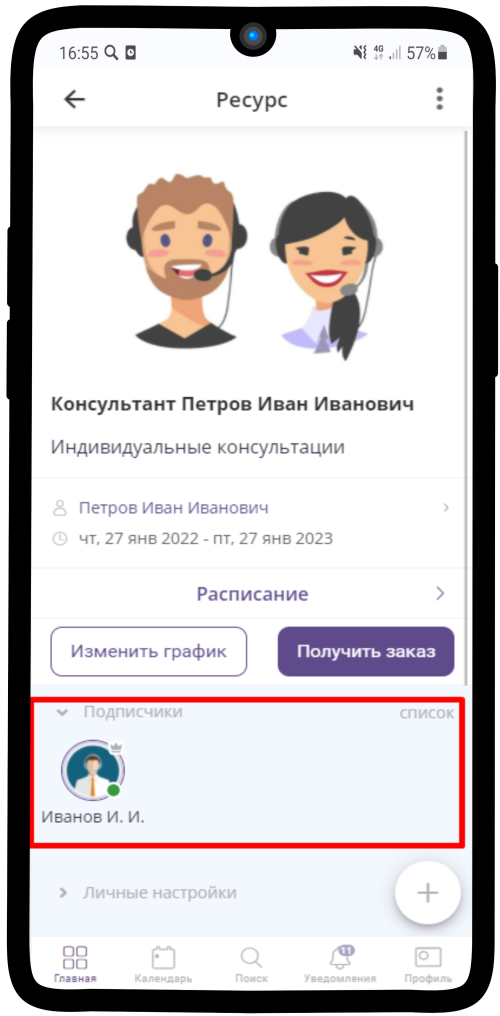 16:55 4G 57%
Ресурс
Консультант Петров Иван Иванович
Индивидуальные консультации
Петров Иван Иванович
чт, 27 янв 2022 - пт, 27 янв 2023
Расписание
Изменить график Получить заказ
Подписчики список
Иванов И. И.
Личные настройки
11
Главная Календарь Поиск Уведомления Профиль